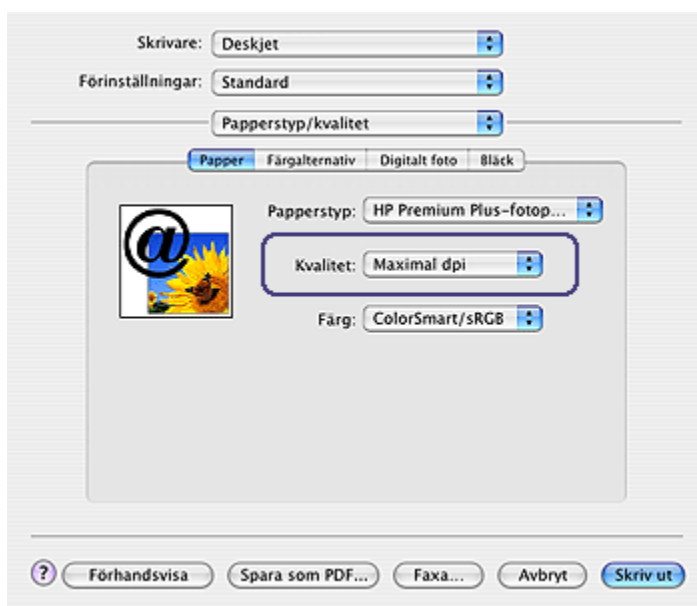 Skrivare: Deskjet
Förinställningar: Standard
Papperstyp/kvalitet
Papper Färgalternativ Digitalt foto Bläck
Papperstyp: HP Premium Plus-fotop...
@
Kvalitet: Maximal dpi
Färg: ColorSmart/sRGB
? Förhandsvisa Spara som PDF... Faxa... Avbryt Skriv ut